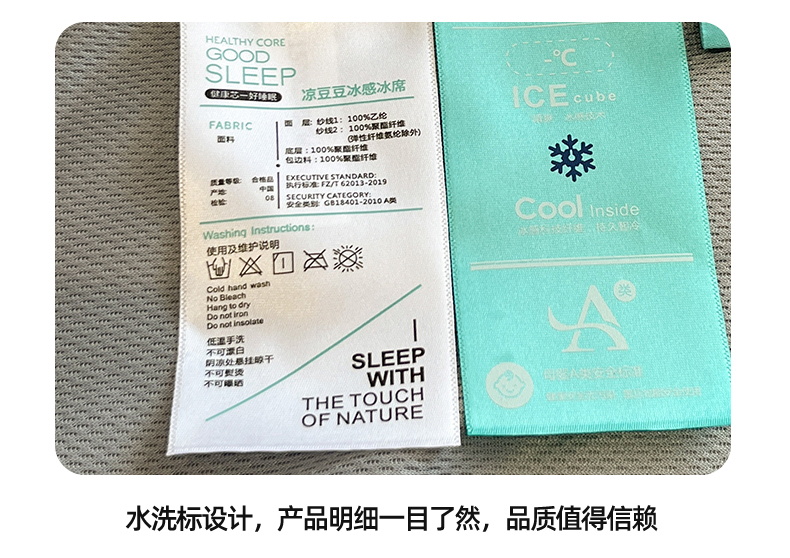 HEALTHY CORE
GOOD
SLEEP
健康芯—好睡眠
凉豆豆冰感冰席
FABRIC
面料
面 层: 纱线1: 100%乙纶
纱线2: 100%聚酯纤维
(弹性纤维氨纶除外)
底层: 100%聚酯纤维
包边料: 100%聚酯纤维
质量等级: 合格品
产地: 中国
检验: 08
EXECUTIVE STANDARD:
执行标准: FZ/T 62013-2019
SECURITY CATEGORY:
安全类别: GB18401-2010 A类
Washing Instructions:
使用及维护说明
Cold hand wash
No Bleach
Hang to dry
Do not iron
Do not insolate
低温手洗
不可漂白
阴凉处悬挂晾干
不可熨烫
不可曝晒
SLEEP
WITH
THE TOUCH
OF NATURE
-℃
ICE cube
Cool Inside
A类
水洗标设计，产品明细一目了然，品质值得信赖